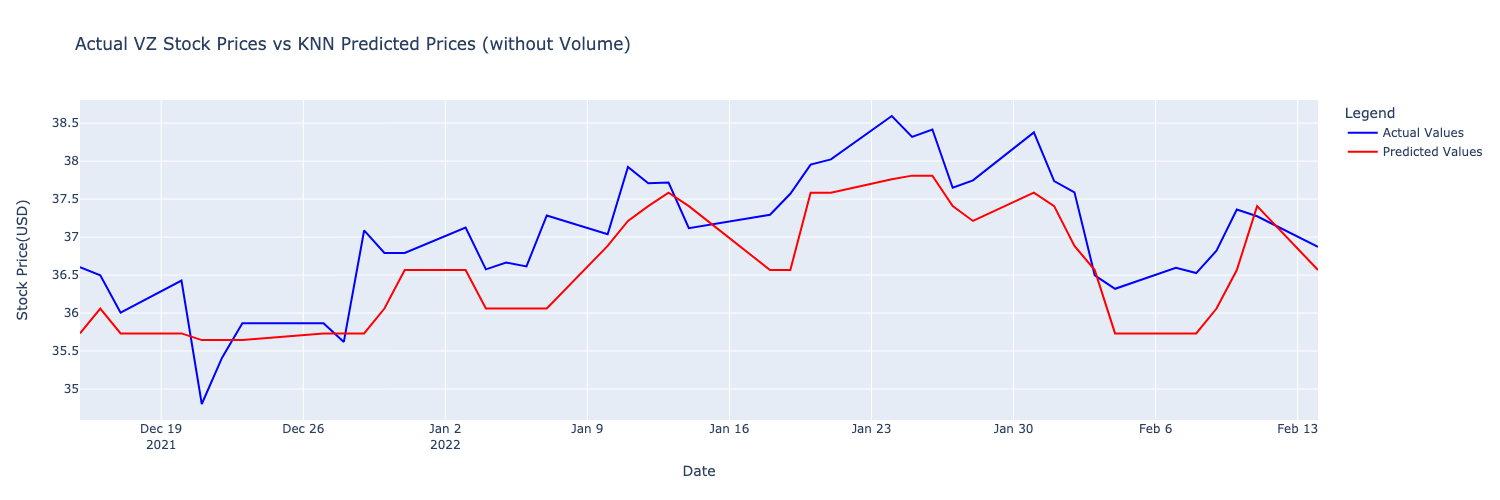 Actual VZ Stock Prices vs KNN Predicted Prices (without Volume)
Legend
Actual Values
Predicted Values
Stock Price(USD)
38.5
38
37.5
37
36.5
36
35.5
35
Dec 19 Dec 26 Jan 2 Jan 9 Jan 16 Jan 23 Jan 30 Feb 6 Feb 13
2021 2022
Date